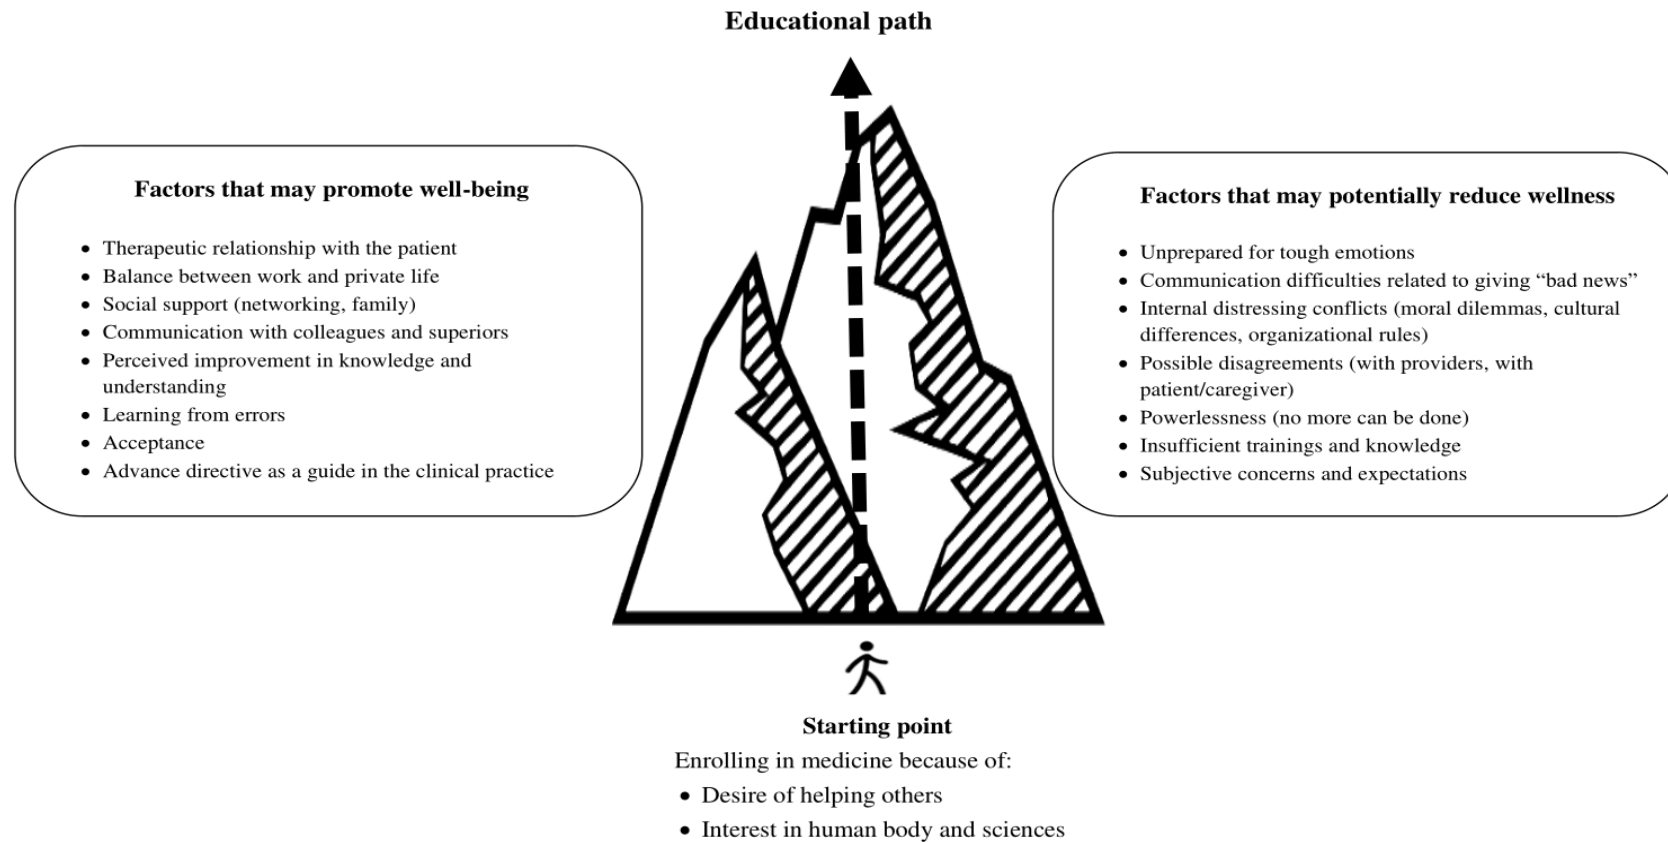 Educational path
Factors that may promote well-being
• Therapeutic relationship with the patient
• Balance between work and private life
• Social support (networking, family)
• Communication with colleagues and superiors
• Perceived improvement in knowledge and
understanding
• Learning from errors
• Acceptance
• Advance directive as a guide in the clinical practice
Factors that may potentially reduce wellness
• Unprepared for tough emotions
• Communication difficulties related to giving “bad news”
• Internal distressing conflicts (moral dilemmas, cultural
differences, organizational rules)
• Possible disagreements (with providers, with
patient/caregiver)
• Powerlessness (no more can be done)
• Insufficient trainings and knowledge
• Subjective concerns and expectations
Starting point
Enrolling in medicine because of:
• Desire of helping others
• Interest in human body and sciences